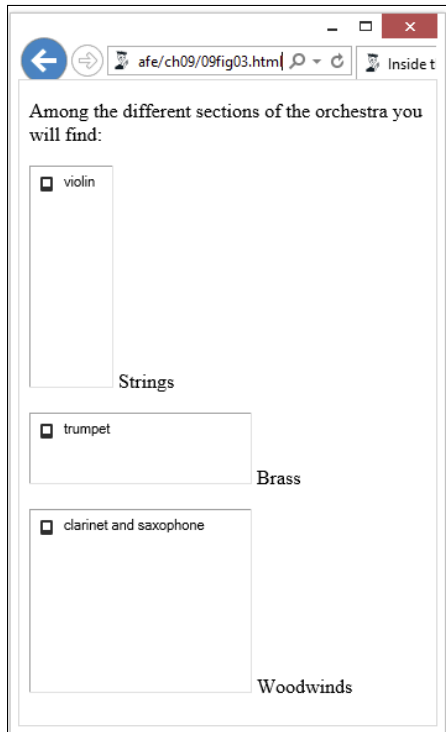 afe/ch09/09fig03.html
Inside t
Among the different sections of the orchestra you
will find:
violin
Strings
trumpet
Brass
clarinet and saxophone
Woodwinds